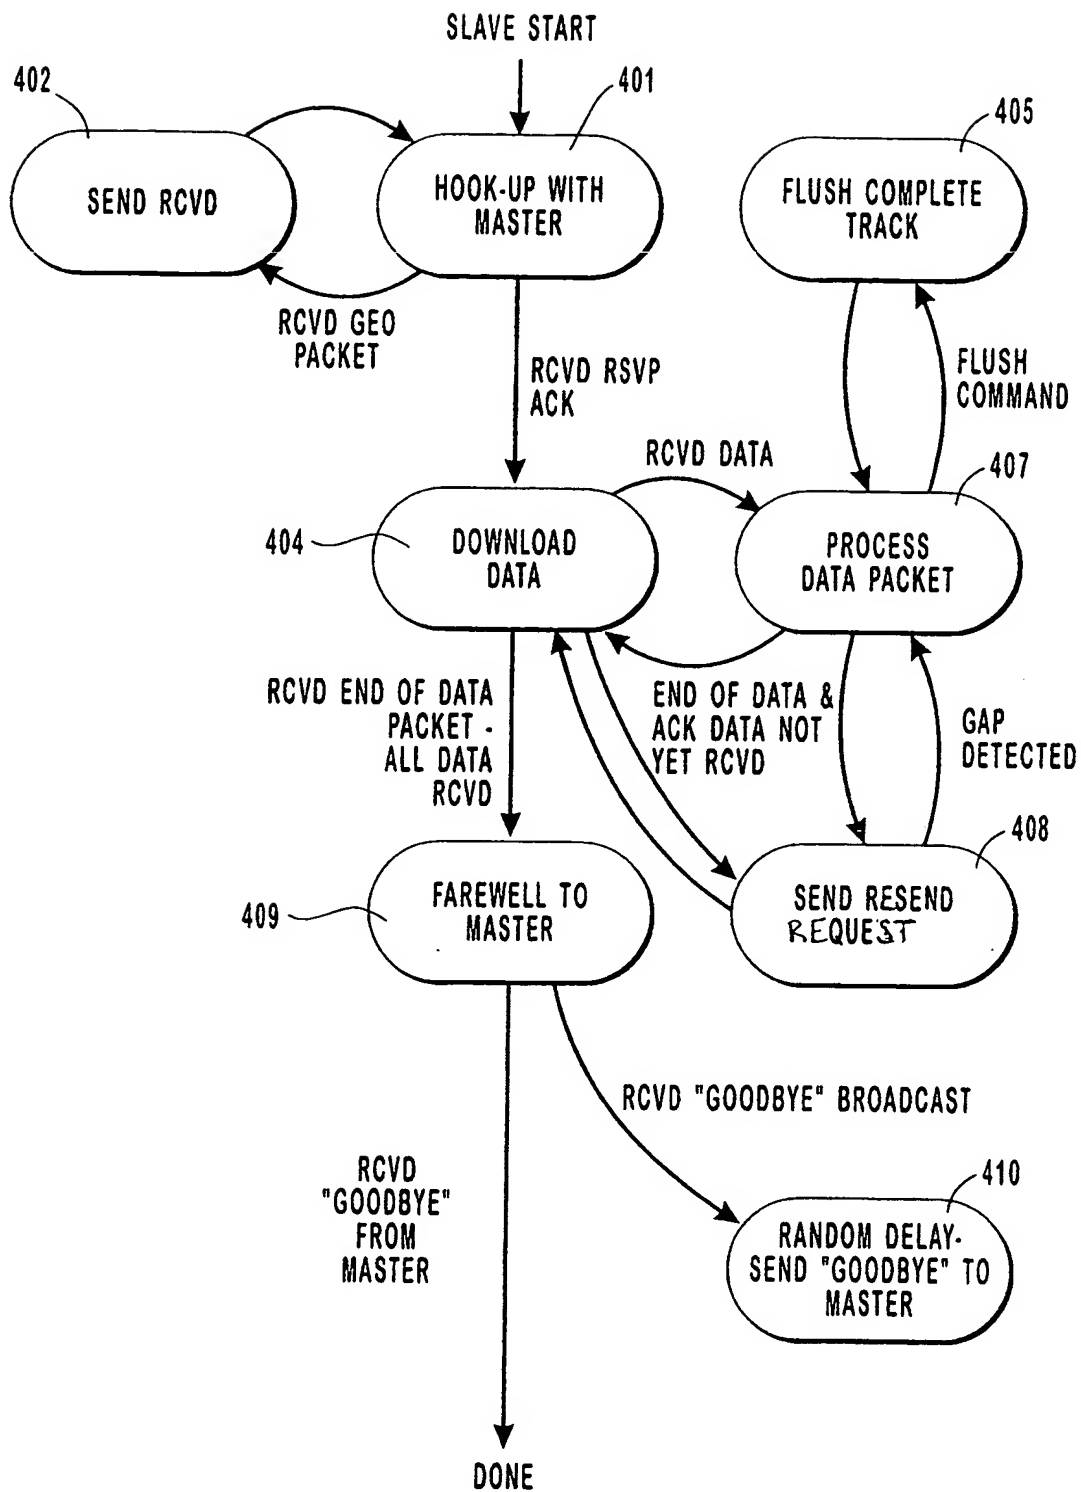 SLAVE START
402
401
405
SEND RCVD
HOOK-UP WITH
MASTER
FLUSH COMPLETE
TRACK
RCVD GEO
PACKET
RCVD RSVP
ACK
FLUSH
COMMAND
RCVD DATA
407
404
DOWNLOAD
DATA
PROCESS
DATA PACKET
RCVD END OF DATA
PACKET -
ALL DATA
RCVD
END OF DATA &
ACK DATA NOT
YET RCVD
GAP
DETECTED
408
409
FAREWELL TO
MASTER
SEND RESEND
REQUEST
RCVD "GOODBYE" BROADCAST
RCVD
"GOODBYE"
FROM
MASTER
410
RANDOM DELAY-
SEND "GOODBYE" TO
MASTER
DONE